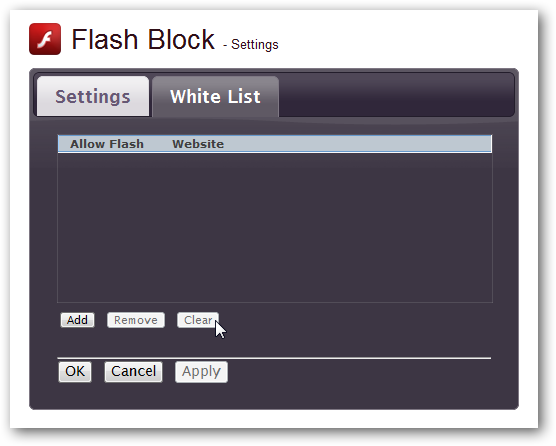 Flash Block - Settings
Settings White List
Allow Flash Website
Add Remove Clear
OK Cancel Apply